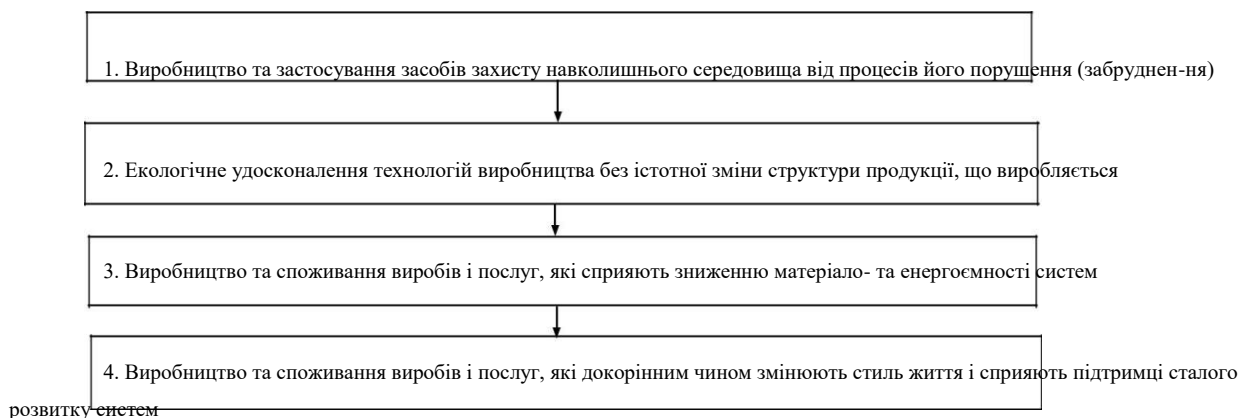 1. Виробництво та застосування засобів захисту навколишнього середовища від процесів його порушення (забруднен-ня)
2. Екологічне удосконалення технологій виробництва без істотної зміни структури продукції, що виробляється
3. Виробництво та споживання виробів і послуг, які сприяють зниженню матеріало- та енергоємності систем
4. Виробництво та споживання виробів і послуг, які докорінним чином змінюють стиль життя і сприяють підтримці сталого
розвитку систем